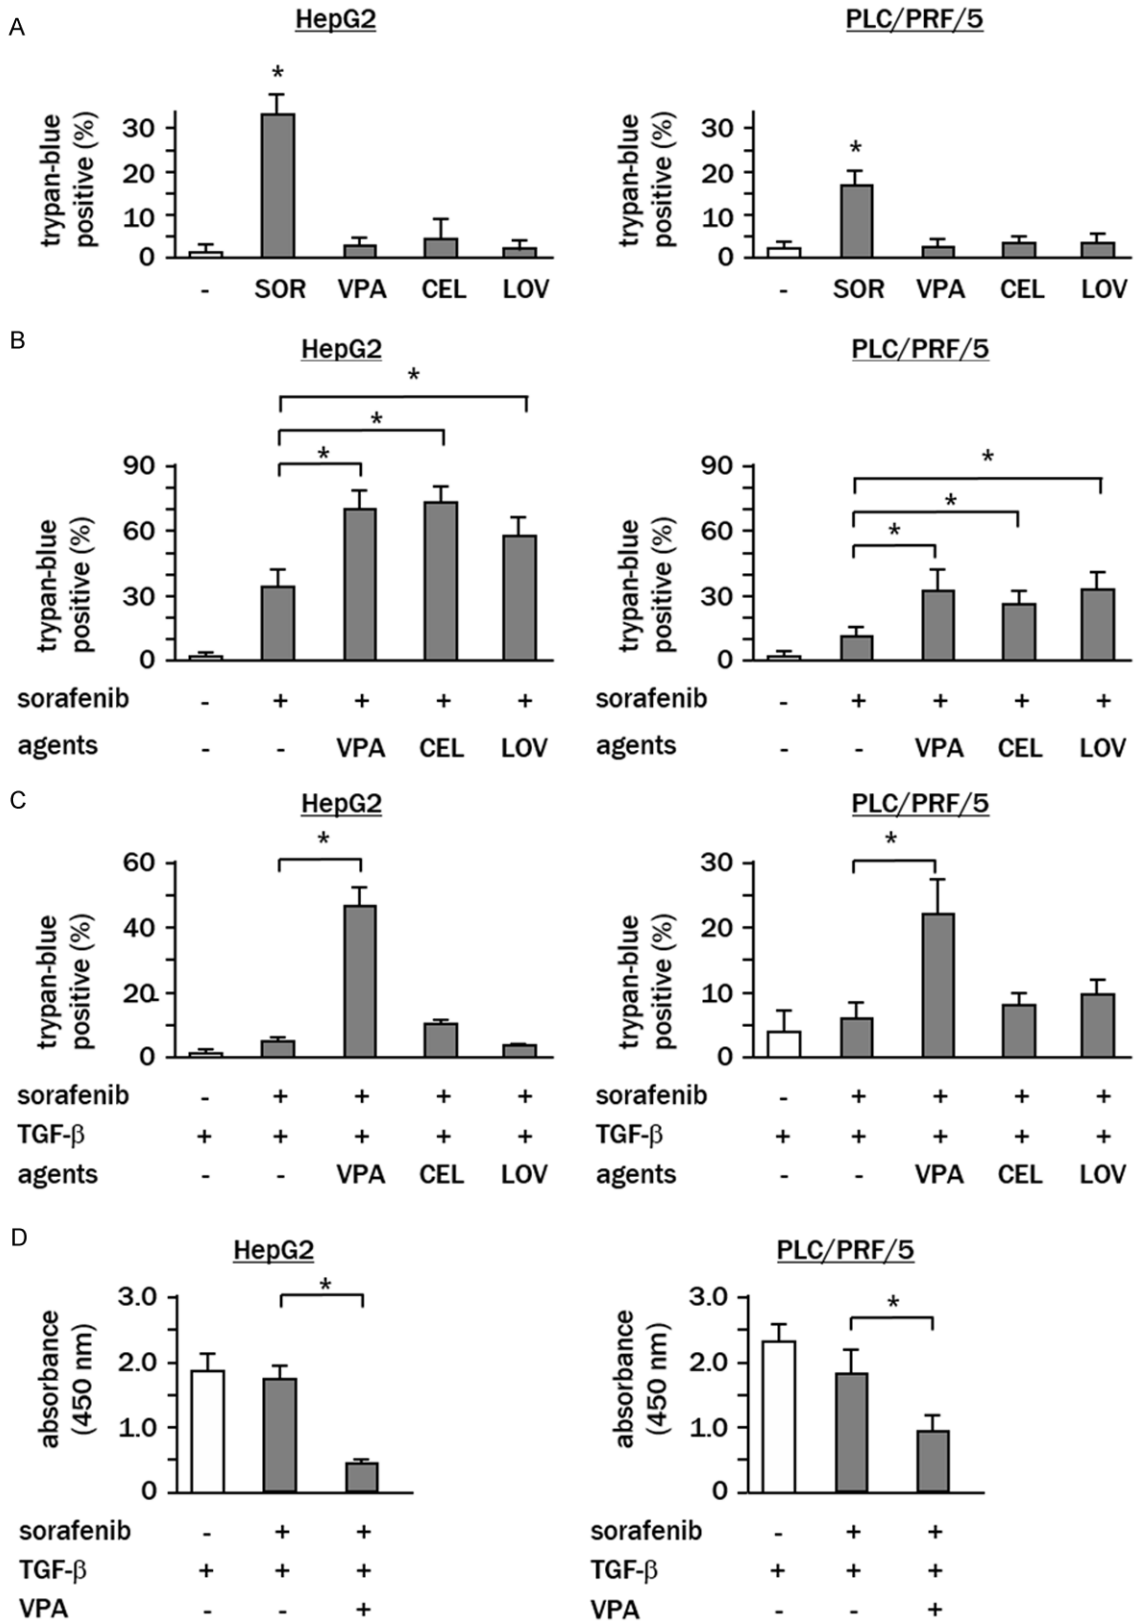 A
HepG2
PLC/PRF/5
*
*
trypan-blue
positive (%)
30
20
10
0
trypan-blue
positive (%)
30
20
10
0
- SOR VPA CEL LOV
- SOR VPA CEL LOV
B
HepG2
PLC/PRF/5
*
*
*
*
*
*
trypan-blue
positive (%)
90
60
30
0
trypan-blue
positive (%)
90
60
30
0
sorafenib - + + + +
agents - - VPA CEL LOV
sorafenib - + + + +
agents - - VPA CEL LOV
C
HepG2
PLC/PRF/5
*
*
trypan-blue
positive (%)
60
40
20
0
trypan-blue
positive (%)
30
20
10
0
sorafenib - + + + +
TGF-β + + + + +
agents - - VPA CEL LOV
sorafenib - + + + +
TGF-β + + + + +
agents - - VPA CEL LOV
D
HepG2
PLC/PRF/5
*
*
absorbance
(450 nm)
3.0
2.0
1.0
0
absorbance
(450 nm)
3.0
2.0
1.0
0
sorafenib - + +
TGF-β + + +
VPA - - +
sorafenib - + +
TGF-β + + +
VPA - - +